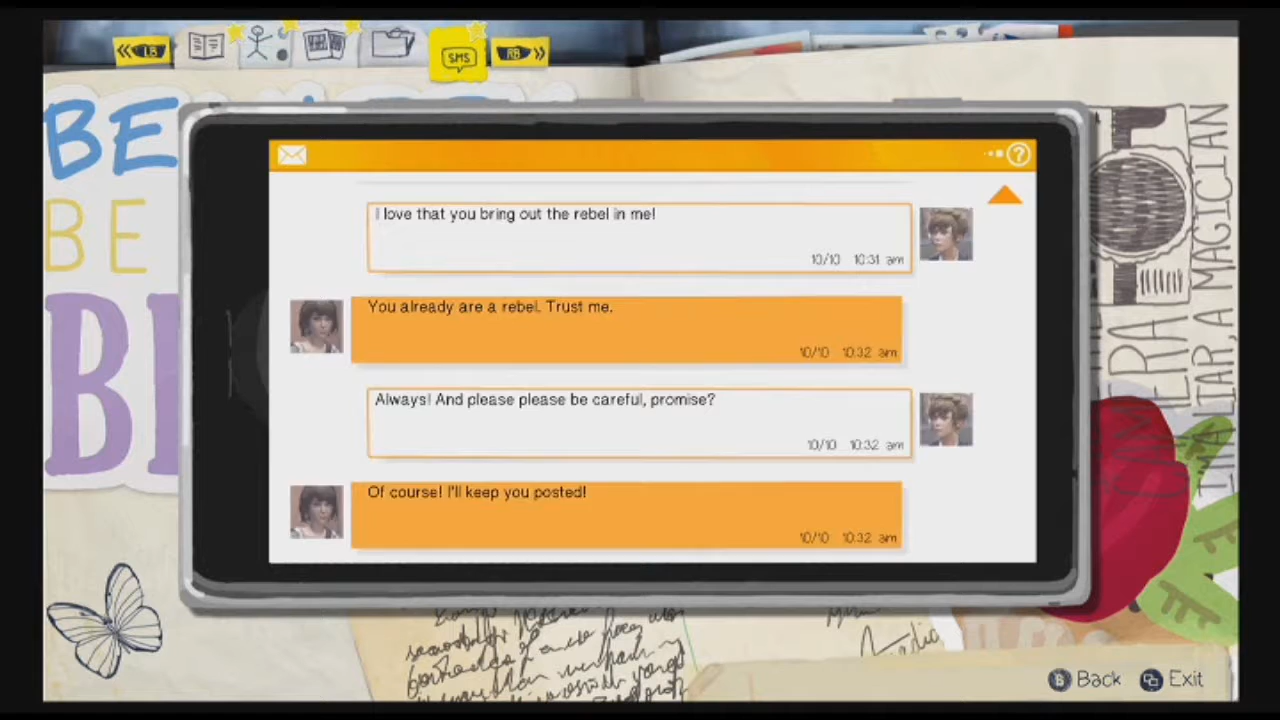 LB
SMS
RB
BE
BE
I love that you bring out the rebel in me!
10/10 10:31 am
You already are a rebel. Trust me.
10/10 10:32 am
Always! And please please be careful, promise?
10/10 10:32 am
Of course! I'll keep you posted!
10/10 10:32 am
LIAR, A MAGICIAN
B Back
Exit